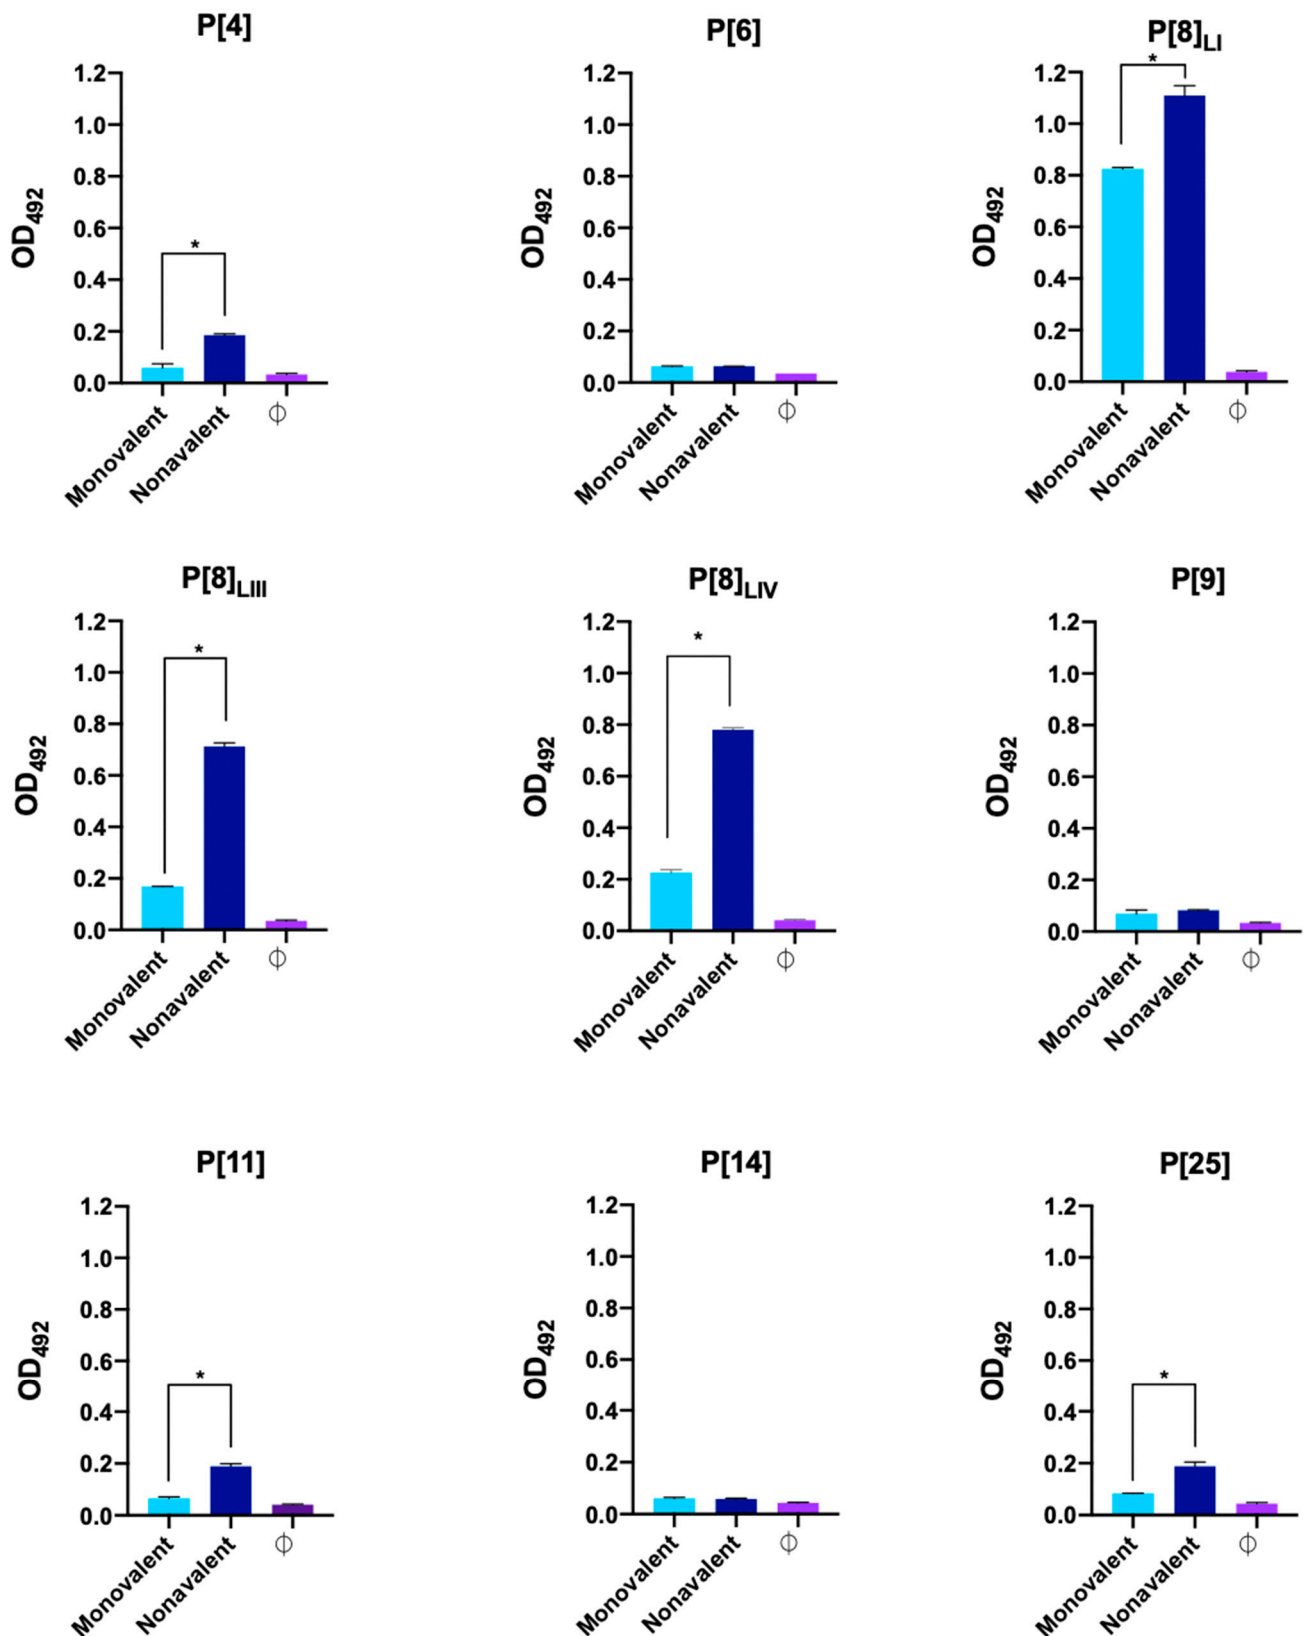 P[4]
1.2
1.0
0.8
0.6
0.4
0.2
0.0
OD492
*
Monovalent
Nonavalent
⏀
P[6]
1.2
1.0
0.8
0.6
0.4
0.2
0.0
OD492
Monovalent
Nonavalent
⏀
P[8]LI
1.2
1.0
0.8
0.6
0.4
0.2
0.0
OD492
*
Monovalent
Nonavalent
⏀
P[8]LIII
1.2
1.0
0.8
0.6
0.4
0.2
0.0
OD492
*
Monovalent
Nonavalent
⏀
P[8]LIV
1.2
1.0
0.8
0.6
0.4
0.2
0.0
OD492
*
Monovalent
Nonavalent
⏀
P[9]
1.2
1.0
0.8
0.6
0.4
0.2
0.0
OD492
Monovalent
Nonavalent
⏀
P[11]
1.2
1.0
0.8
0.6
0.4
0.2
0.0
OD492
*
Monovalent
Nonavalent
⏀
P[14]
1.2
1.0
0.8
0.6
0.4
0.2
0.0
OD492
Monovalent
Nonavalent
⏀
P[25]
1.2
1.0
0.8
0.6
0.4
0.2
0.0
OD492
*
Monovalent
Nonavalent
⏀